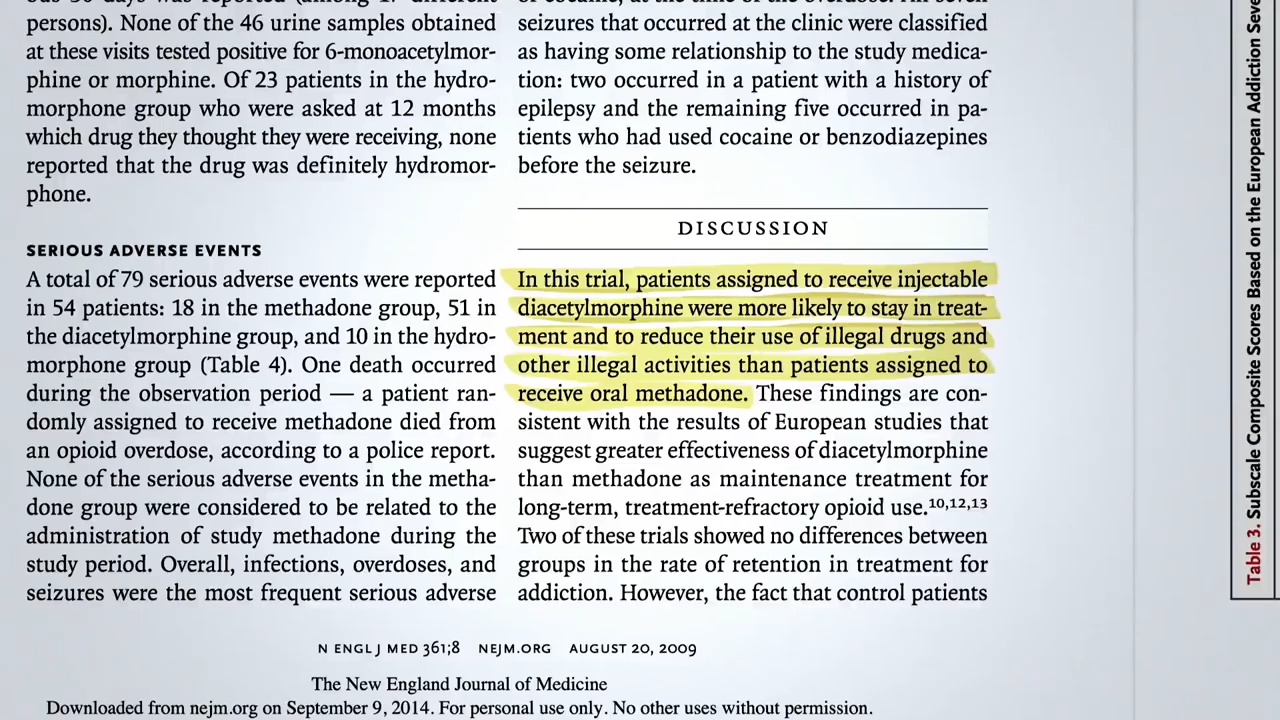 persons). None of the 46 urine samples obtained
at these visits tested positive for 6-monoacetylmor-
phine or morphine. Of 23 patients in the hydro-
morphone group who were asked at 12 months
which drug they thought they were receiving, none
reported that the drug was definitely hydromor-
phone.
SERIOUS ADVERSE EVENTS
A total of 79 serious adverse events were reported
in 54 patients: 18 in the methadone group, 51 in
the diacetylmorphine group, and 10 in the hydro-
morphone group (Table 4). One death occurred
during the observation period — a patient ran-
domly assigned to receive methadone died from
an opioid overdose, according to a police report.
None of the serious adverse events in the metha-
done group were considered to be related to the
administration of study methadone during the
study period. Overall, infections, overdoses, and
seizures were the most frequent serious adverse
seizures that occurred at the clinic were classified
as having some relationship to the study medica-
tion: two occurred in a patient with a history of
epilepsy and the remaining five occurred in pa-
tients who had used cocaine or benzodiazepines
before the seizure.
DISCUSSION
In this trial, patients assigned to receive injectable
diacetylmorphine were more likely to stay in treat-
ment and to reduce their use of illegal drugs and
other illegal activities than patients assigned to
receive oral methadone. These findings are con-
sistent with the results of European studies that
suggest greater effectiveness of diacetylmorphine
than methadone as maintenance treatment for
long-term, treatment-refractory opioid use.10,12,13
Two of these trials showed no differences between
groups in the rate of retention in treatment for
addiction. However, the fact that control patients
N ENGL J MED 361;8 NEJM.ORG AUGUST 20, 2009
The New England Journal of Medicine
Downloaded from nejm.org on September 9, 2014. For personal use only. No other uses without permission.
Table 3. Subscale Composite Scores Based on the European Addiction